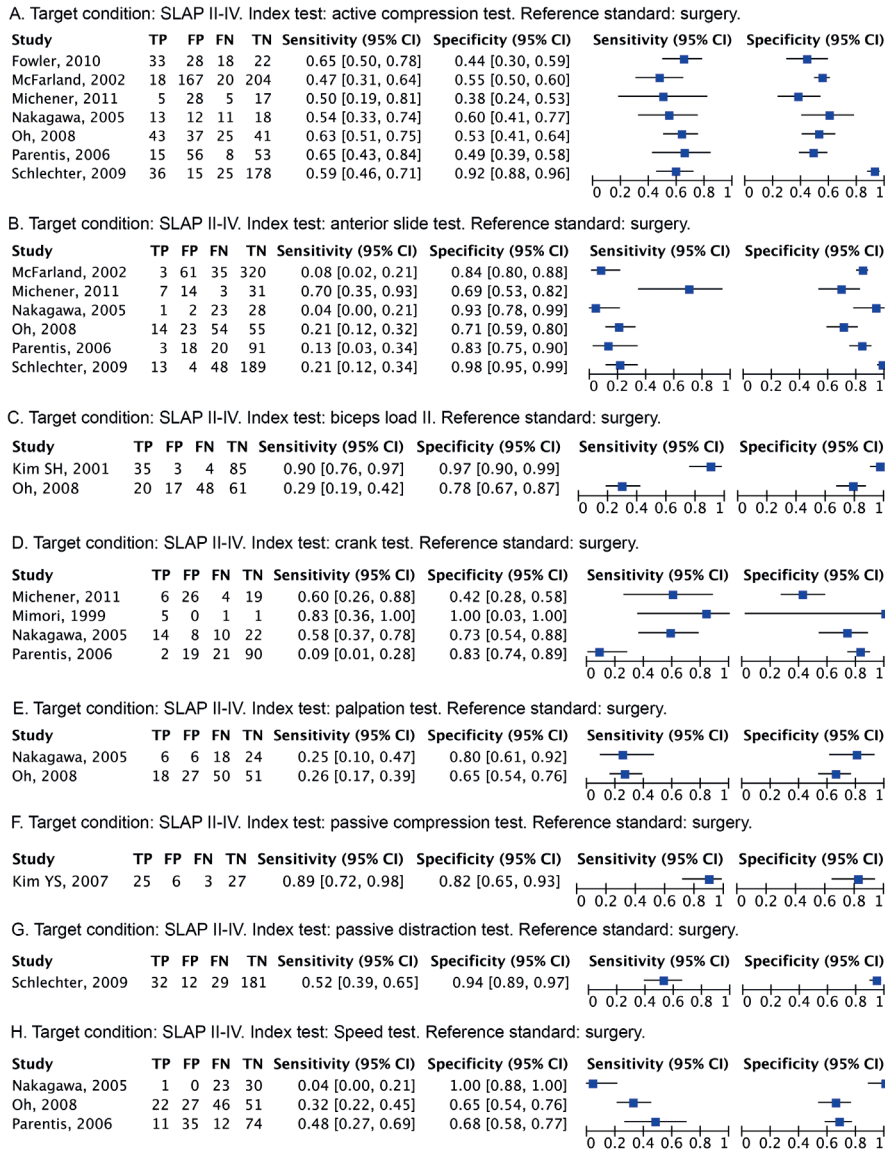 A. Target condition: SLAP II-IV. Index test: active compression test. Reference standard: surgery.
Study TP FP FN TN Sensitivity (95% CI) Specificity (95% CI) Sensitivity (95% CI) Specificity (95% CI)
Fowler, 2010 33 28 18 22 0.65 [0.50, 0.78] 0.44 [0.30, 0.59]
McFarland, 2002 18 167 20 204 0.47 [0.31, 0.64] 0.55 [0.50, 0.60]
Michener, 2011 5 28 5 17 0.50 [0.19, 0.81] 0.38 [0.24, 0.53]
Nakagawa, 2005 13 12 11 18 0.54 [0.33, 0.74] 0.60 [0.41, 0.77]
Oh, 2008 43 37 25 41 0.63 [0.51, 0.75] 0.53 [0.41, 0.64]
Parentis, 2006 15 56 8 53 0.65 [0.43, 0.84] 0.49 [0.39, 0.58]
Schlechter, 2009 36 15 25 178 0.59 [0.46, 0.71] 0.92 [0.88, 0.96]
0 0.2 0.4 0.6 0.8 1 0 0.2 0.4 0.6 0.8 1
B. Target condition: SLAP II-IV. Index test: anterior slide test. Reference standard: surgery.
Study TP FP FN TN Sensitivity (95% CI) Specificity (95% CI) Sensitivity (95% CI) Specificity (95% CI)
McFarland, 2002 3 61 35 320 0.08 [0.02, 0.21] 0.84 [0.80, 0.88]
Michener, 2011 7 14 3 31 0.70 [0.35, 0.93] 0.69 [0.53, 0.82]
Nakagawa, 2005 1 2 23 28 0.04 [0.00, 0.21] 0.93 [0.78, 0.99]
Oh, 2008 14 23 54 55 0.21 [0.12, 0.32] 0.71 [0.59, 0.80]
Parentis, 2006 3 18 20 91 0.13 [0.03, 0.34] 0.83 [0.75, 0.90]
Schlechter, 2009 13 4 48 189 0.21 [0.12, 0.34] 0.98 [0.95, 0.99]
0 0.2 0.4 0.6 0.8 1 0 0.2 0.4 0.6 0.8 1
C. Target condition: SLAP II-IV. Index test: biceps load II. Reference standard: surgery.
Study TP FP FN TN Sensitivity (95% CI) Specificity (95% CI) Sensitivity (95% CI) Specificity (95% CI)
Kim SH, 2001 35 3 4 85 0.90 [0.76, 0.97] 0.97 [0.90, 0.99]
Oh, 2008 20 17 48 61 0.29 [0.19, 0.42] 0.78 [0.67, 0.87]
0 0.2 0.4 0.6 0.8 1 0 0.2 0.4 0.6 0.8 1
D. Target condition: SLAP II-IV. Index test: crank test. Reference standard: surgery.
Study TP FP FN TN Sensitivity (95% CI) Specificity (95% CI) Sensitivity (95% CI) Specificity (95% CI)
Michener, 2011 6 26 4 19 0.60 [0.26, 0.88] 0.42 [0.28, 0.58]
Mimori, 1999 5 0 1 1 0.83 [0.36, 1.00] 1.00 [0.03, 1.00]
Nakagawa, 2005 14 8 10 22 0.58 [0.37, 0.78] 0.73 [0.54, 0.88]
Parentis, 2006 2 19 21 90 0.09 [0.01, 0.28] 0.83 [0.74, 0.89]
0 0.2 0.4 0.6 0.8 1 0 0.2 0.4 0.6 0.8 1
E. Target condition: SLAP II-IV. Index test: palpation test. Reference standard: surgery.
Study TP FP FN TN Sensitivity (95% CI) Specificity (95% CI) Sensitivity (95% CI) Specificity (95% CI)
Nakagawa, 2005 6 6 18 24 0.25 [0.10, 0.47] 0.80 [0.61, 0.92]
Oh, 2008 18 27 50 51 0.26 [0.17, 0.39] 0.65 [0.54, 0.76]
0 0.2 0.4 0.6 0.8 1 0 0.2 0.4 0.6 0.8 1
F. Target condition: SLAP II-IV. Index test: passive compression test. Reference standard: surgery.
Study TP FP FN TN Sensitivity (95% CI) Specificity (95% CI) Sensitivity (95% CI) Specificity (95% CI)
Kim YS, 2007 25 6 3 27 0.89 [0.72, 0.98] 0.82 [0.65, 0.93]
0 0.2 0.4 0.6 0.8 1 0 0.2 0.4 0.6 0.8 1
G. Target condition: SLAP II-IV. Index test: passive distraction test. Reference standard: surgery.
Study TP FP FN TN Sensitivity (95% CI) Specificity (95% CI) Sensitivity (95% CI) Specificity (95% CI)
Schlechter, 2009 32 12 29 181 0.52 [0.39, 0.65] 0.94 [0.89, 0.97]
0 0.2 0.4 0.6 0.8 1 0 0.2 0.4 0.6 0.8 1
H. Target condition: SLAP II-IV. Index test: Speed test. Reference standard: surgery.
Study TP FP FN TN Sensitivity (95% CI) Specificity (95% CI) Sensitivity (95% CI) Specificity (95% CI)
Nakagawa, 2005 1 0 23 30 0.04 [0.00, 0.21] 1.00 [0.88, 1.00]
Oh, 2008 22 27 46 51 0.32 [0.22, 0.45] 0.65 [0.54, 0.76]
Parentis, 2006 11 35 12 74 0.48 [0.27, 0.69] 0.68 [0.58, 0.77]
0 0.2 0.4 0.6 0.8 1 0 0.2 0.4 0.6 0.8 1